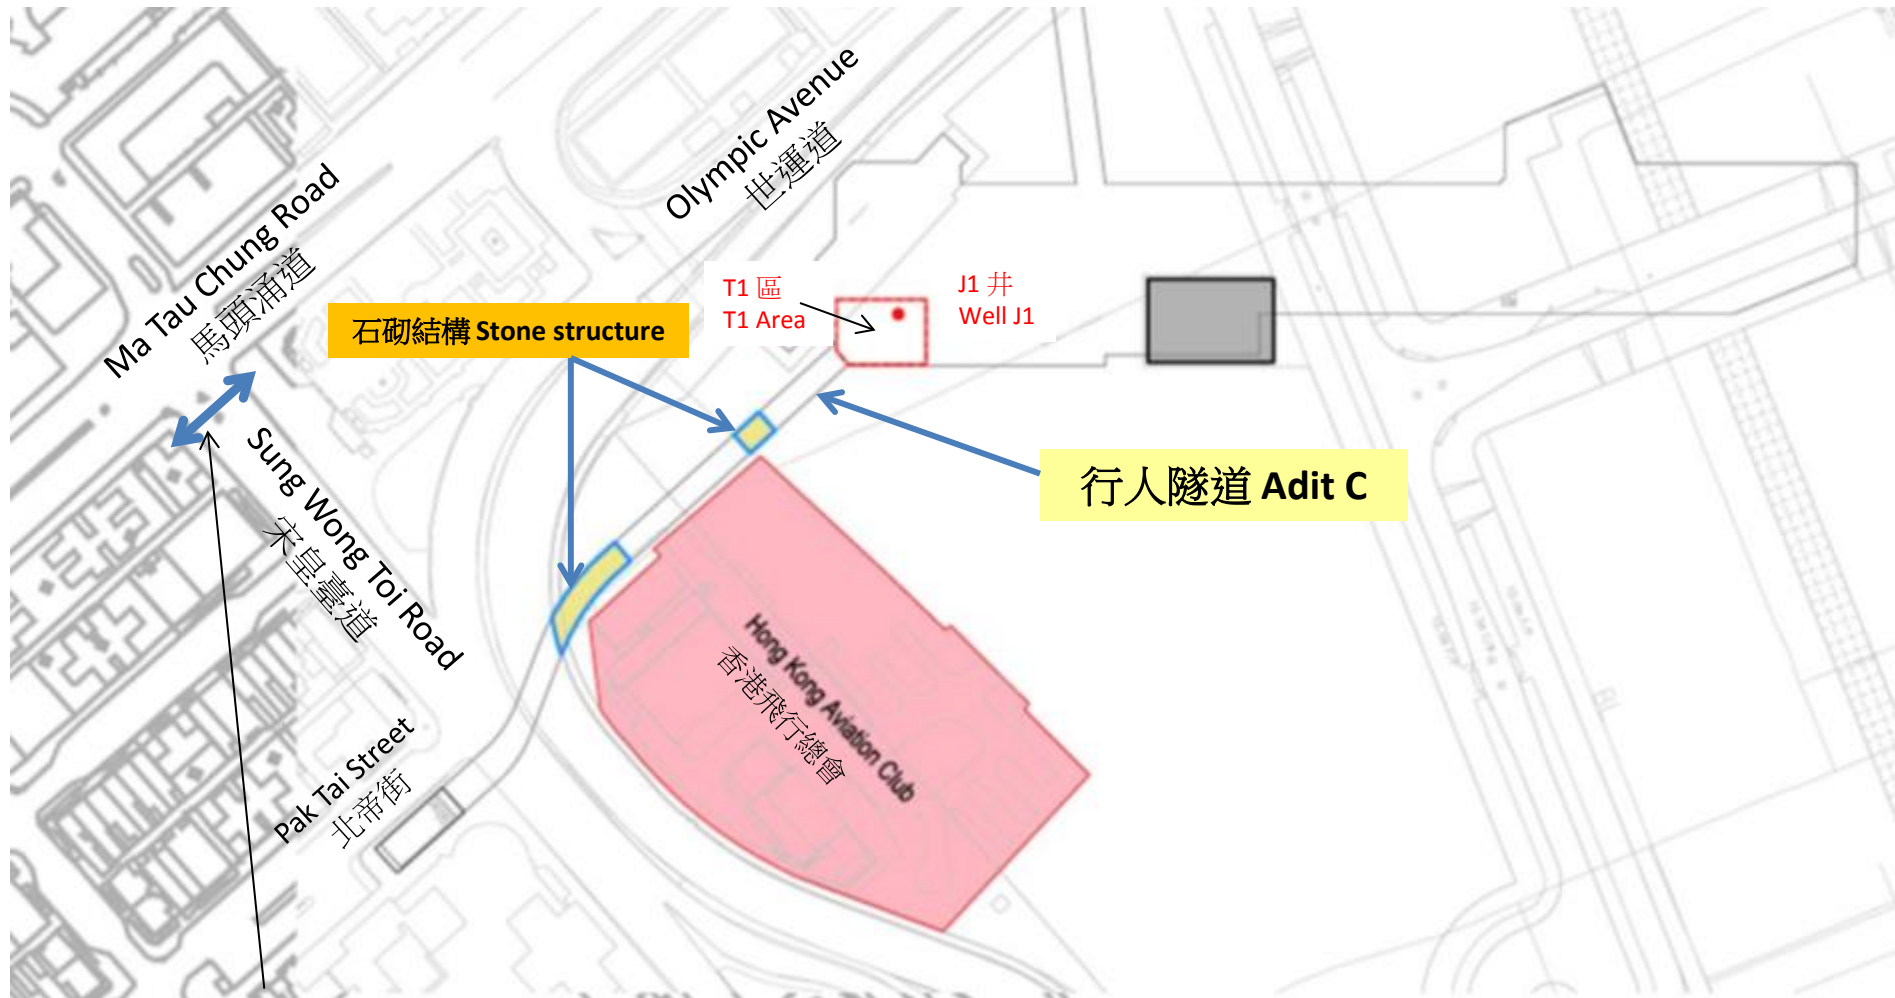 Olympic Avenue
世運道
Ma Tau Chung Road
馬頭涌道
石砌結構 Stone structure
T1 區
T1 Area
J1 井
Well J1
行人隧道 Adit C
Sung Wong Toi Road
宋皇臺道
Hong Kong Aviation Club
香港飛行總會
Pak Tai Street
北帝街